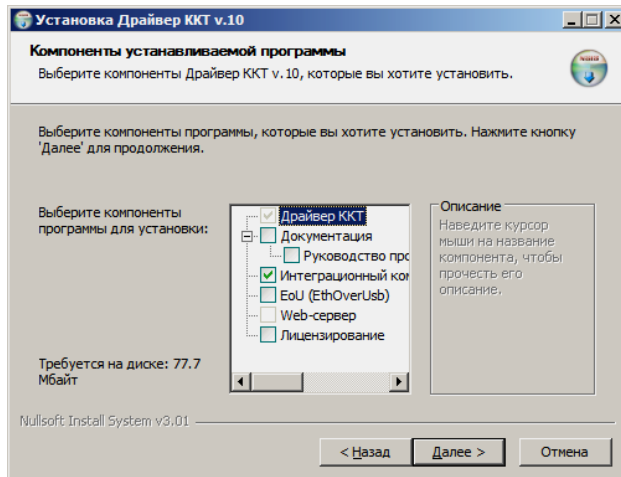 Установка Драйвер ККТ v.10
Компоненты устанавливаемой программы
Выберите компоненты Драйвер ККТ v.10, которые вы хотите установить.
Выберите компоненты программы, которые вы хотите установить. Нажмите кнопку
'Далее' для продолжения.
Выберите компоненты
программы для установки:
Драйвер ККТ
Документация
Руководство про
Интеграционный ком
EoU (EthOverUsb)
Web-сервер
Лицензирование
Описание
Наведите курсор
мыши на название
компонента, чтобы
прочесть его
описание.
Требуется на диске: 77.7
Мбайт
Nullsoft Install System v3.01
< Назад
Далее >
Отмена